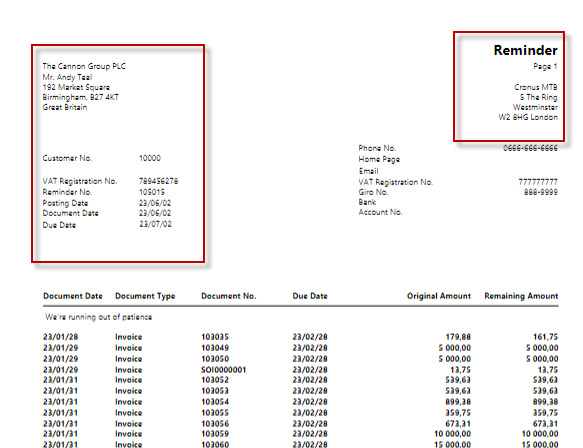 Reminder
Page 1
The Cannon Group PLC
Mr. Andy Teal
192 Market Square
Birmingham, B27 4KT
Great Britain
Cronus MTB
5 The Ring
Westminster
W2 8HG London
Customer No. 10000
VAT Registration No. 789456278
Reminder No. 105015
Posting Date 23/06/02
Document Date 23/06/02
Due Date 23/07/02
Phone No. 0666-666-6666
Home Page
Email
VAT Registration No. 777777777
Giro No. 888-9999
Bank
Account No.
Document Date Document Type Document No. Due Date Original Amount Remaining Amount
We're running out of patience
23/01/28 Invoice 103035 23/02/28 179,88 161,75
23/01/29 Invoice 103049 23/02/28 5 000,00 5 000,00
23/01/29 Invoice 103050 23/02/28 5 000,00 5 000,00
23/01/29 Invoice SOI0000001 23/02/28 13,75 13,75
23/01/31 Invoice 103052 23/02/28 539,63 539,63
23/01/31 Invoice 103053 23/02/28 539,63 539,63
23/01/31 Invoice 103054 23/02/28 899,38 899,38
23/01/31 Invoice 103055 23/02/28 359,75 359,75
23/01/31 Invoice 103056 23/02/28 673,31 673,31
23/01/31 Invoice 103059 23/02/28 10 000,00 10 000,00
23/01/31 Invoice 103060 23/02/28 15 000,00 15 000,00